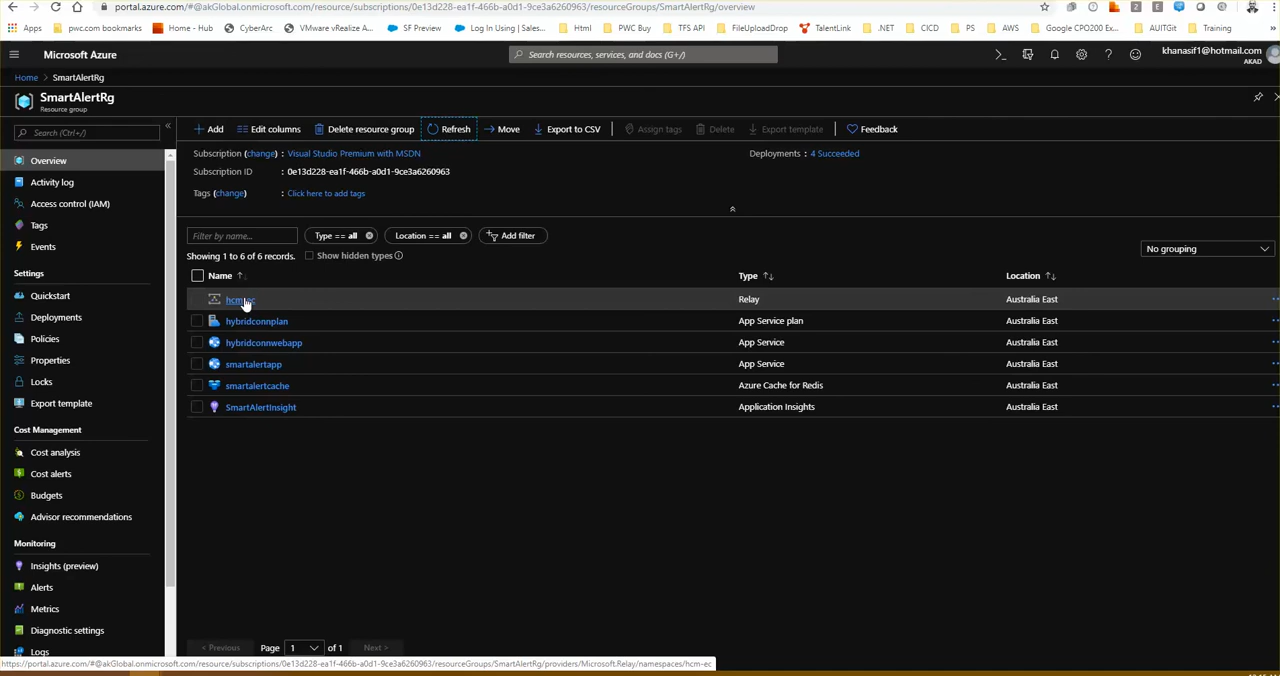 portal.azure.com/#@akGlobal.onmicrosoft.com/resource/subscriptions/0e13d228-ea1f-466b-a0d1-9ce3a6260963/resourceGroups/SmartAlertRg/overview
Apps pwc.com bookmarks Home - Hub CyberArc VMware vRealize A... SF Preview Log In Using | Sales... Html PWC Buy TFS API FileUploadDrop TalentLink .NET CICD PS AWS Google CPO200 Ex... AUITGit Training
Microsoft Azure
Search resources, services, and docs (G+/)
khanasif1@hotmail.com
AKAD
Home > SmartAlertRg
SmartAlertRg
Resource group
Search (Ctrl+/)
Add Edit columns Delete resource group Refresh Move Export to CSV Assign tags Delete Export template Feedback
Overview
Activity log
Access control (IAM)
Tags
Events
Settings
Quickstart
Deployments
Policies
Properties
Locks
Export template
Cost Management
Cost analysis
Cost alerts
Budgets
Advisor recommendations
Monitoring
Insights (preview)
Alerts
Metrics
Diagnostic settings
Logs
Subscription (change) : Visual Studio Premium with MSDN
Deployments : 4 Succeeded
Subscription ID : 0e13d228-ea1f-466b-a0d1-9ce3a6260963
Tags (change) : Click here to add tags
Filter by name... Type == all Location == all Add filter
Showing 1 to 6 of 6 records. Show hidden types
No grouping
Name Type Location
Relay Australia East
hybridconnplan App Service plan Australia East
hybridconnwebapp App Service Australia East
smartalertapp App Service Australia East
smartalertcache Azure Cache for Redis Australia East
SmartAlertInsight Application Insights Australia East
< Previous Page 1 of 1 Next >
https://portal.azure.com/#@akGlobal.onmicrosoft.com/resource/subscriptions/0e13d228-ea1f-466b-a0d1-9ce3a6260963/resourceGroups/SmartAlertRg/providers/Microsoft.Relay/namespaces/hcm-ec